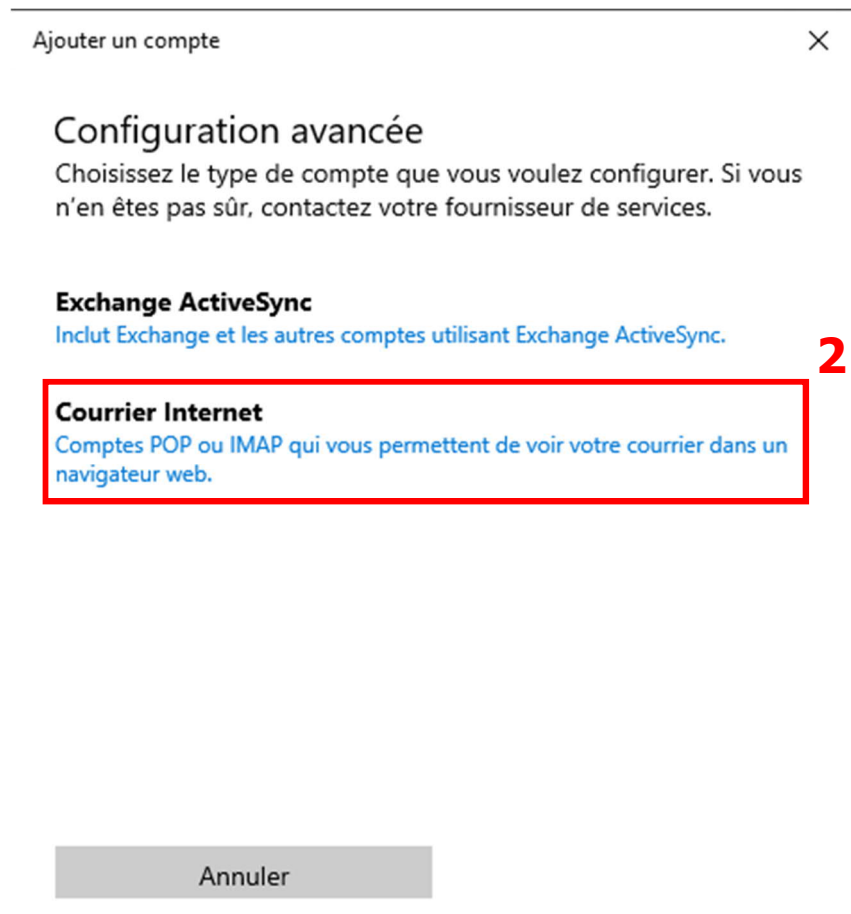 Ajouter un compte
Configuration avancée
Choisissez le type de compte que vous voulez configurer. Si vous
n'en êtes pas sûr, contactez votre fournisseur de services.
Exchange ActiveSync
Inclut Exchange et les autres comptes utilisant Exchange ActiveSync.
2
Courrier Internet
Comptes POP ou IMAP qui vous permettent de voir votre courrier dans un
navigateur web.
Annuler